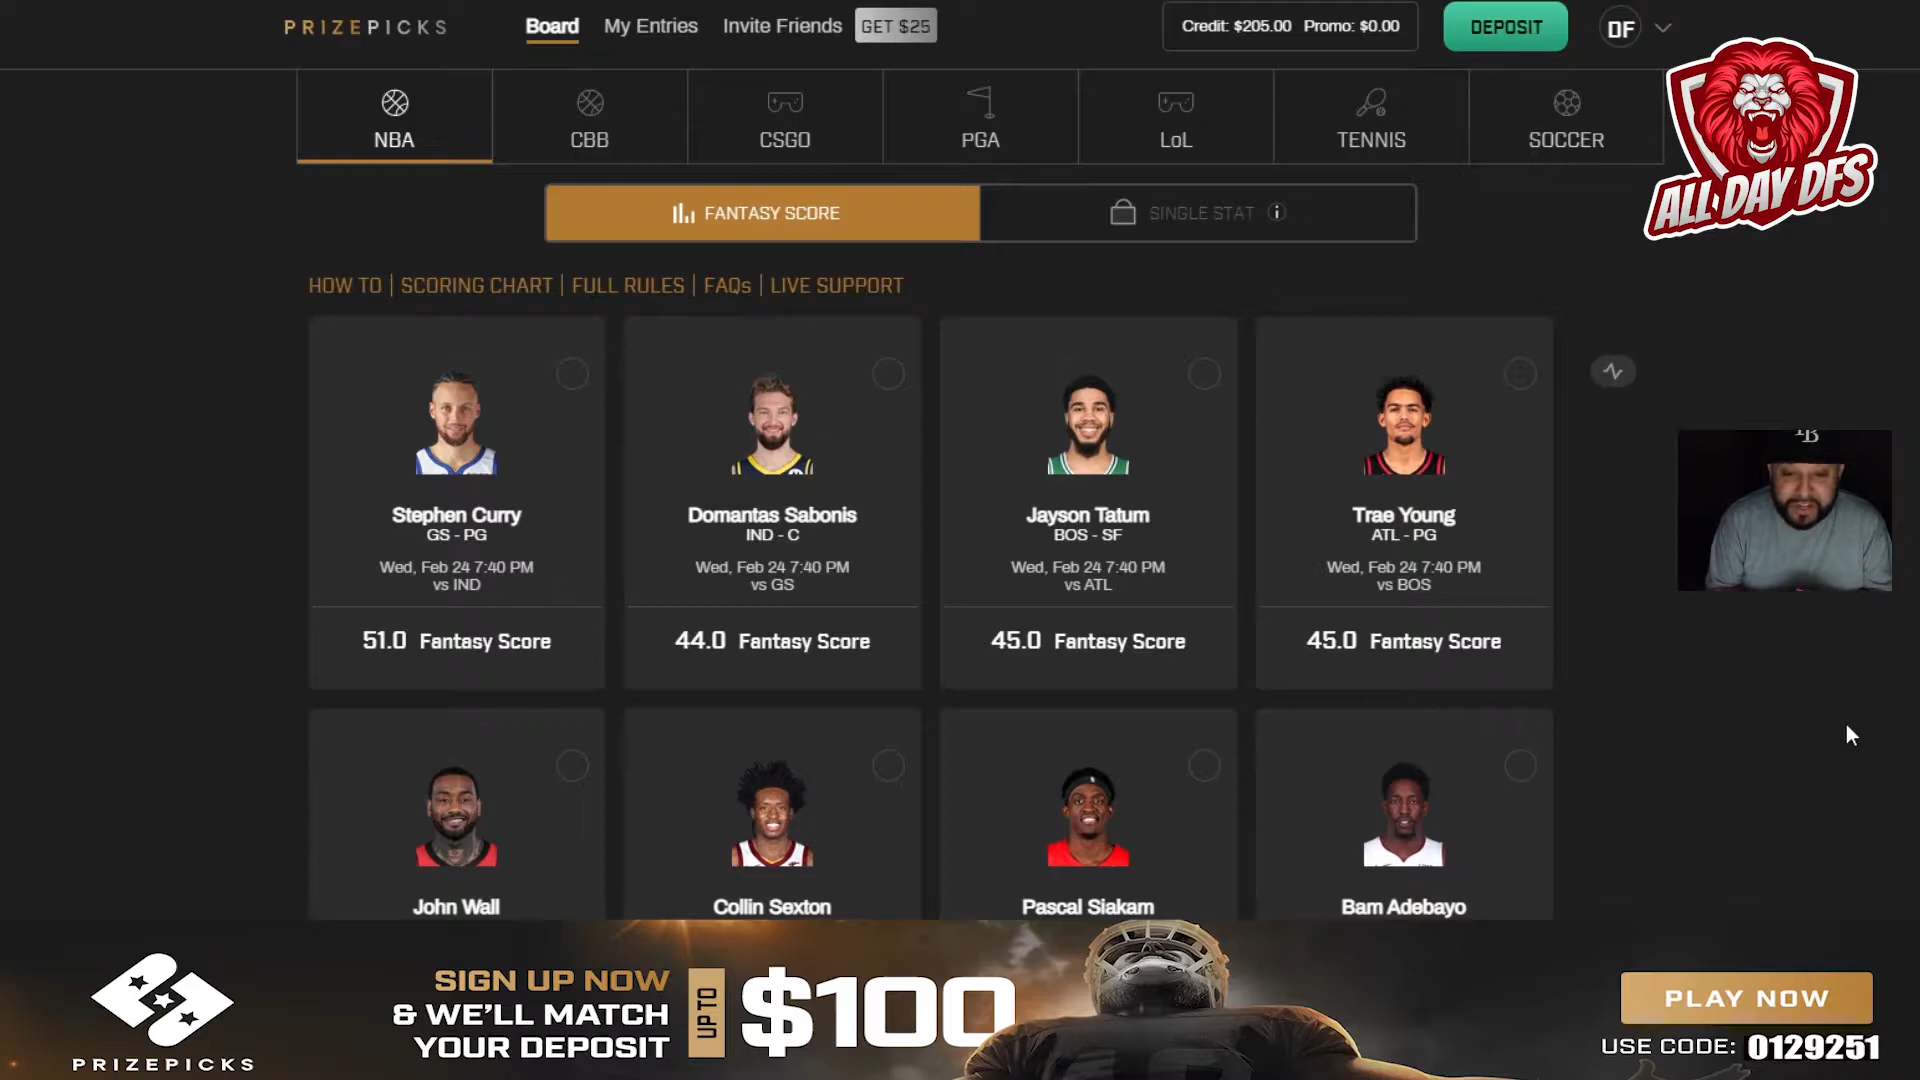 PRIZEPICKS
Board My Entries Invite Friends GET $25
Credit: $205.00 Promo: $0.00
DEPOSIT
DF
NBA
CBB
CSGO
PGA
LoL
TENNIS
SOCCER
ALL DAY DFS
FANTASY SCORE
SINGLE STAT
HOW TO | SCORING CHART | FULL RULES | FAQs | LIVE SUPPORT
Stephen Curry
GS - PG
Wed, Feb 24 7:40 PM
vs IND
51.0 Fantasy Score
Domantas Sabonis
IND - C
Wed, Feb 24 7:40 PM
vs GS
44.0 Fantasy Score
Jayson Tatum
BOS - SF
Wed, Feb 24 7:40 PM
vs ATL
45.0 Fantasy Score
Trae Young
ATL - PG
Wed, Feb 24 7:40 PM
vs BOS
45.0 Fantasy Score
John Wall
Collin Sexton
Pascal Siakam
Bam Adebayo
PRIZEPICKS
SIGN UP NOW
& WE'LL MATCH
YOUR DEPOSIT
UP TO
$100
PLAY NOW
USE CODE: 0129251